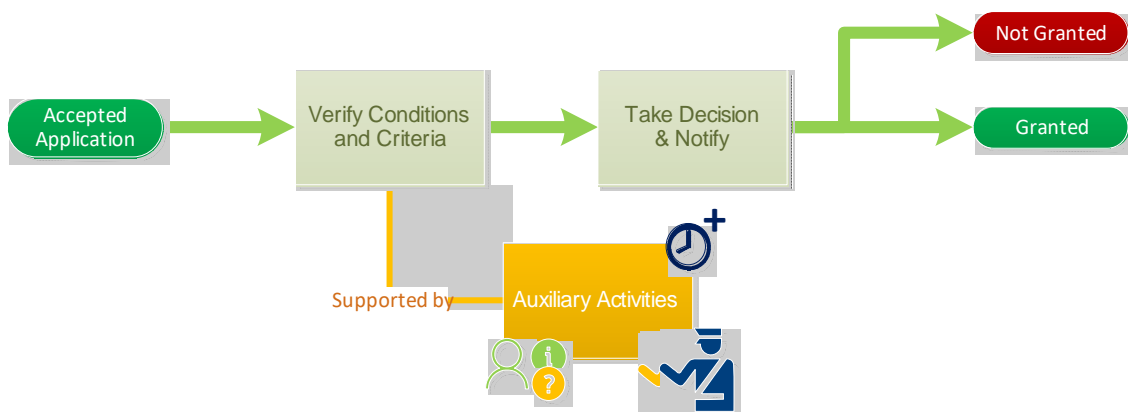 Not Granted
Accepted
Application
Verify Conditions
and Criteria
Take Decision
& Notify
Granted
Supported by
Auxiliary Activities
i
?